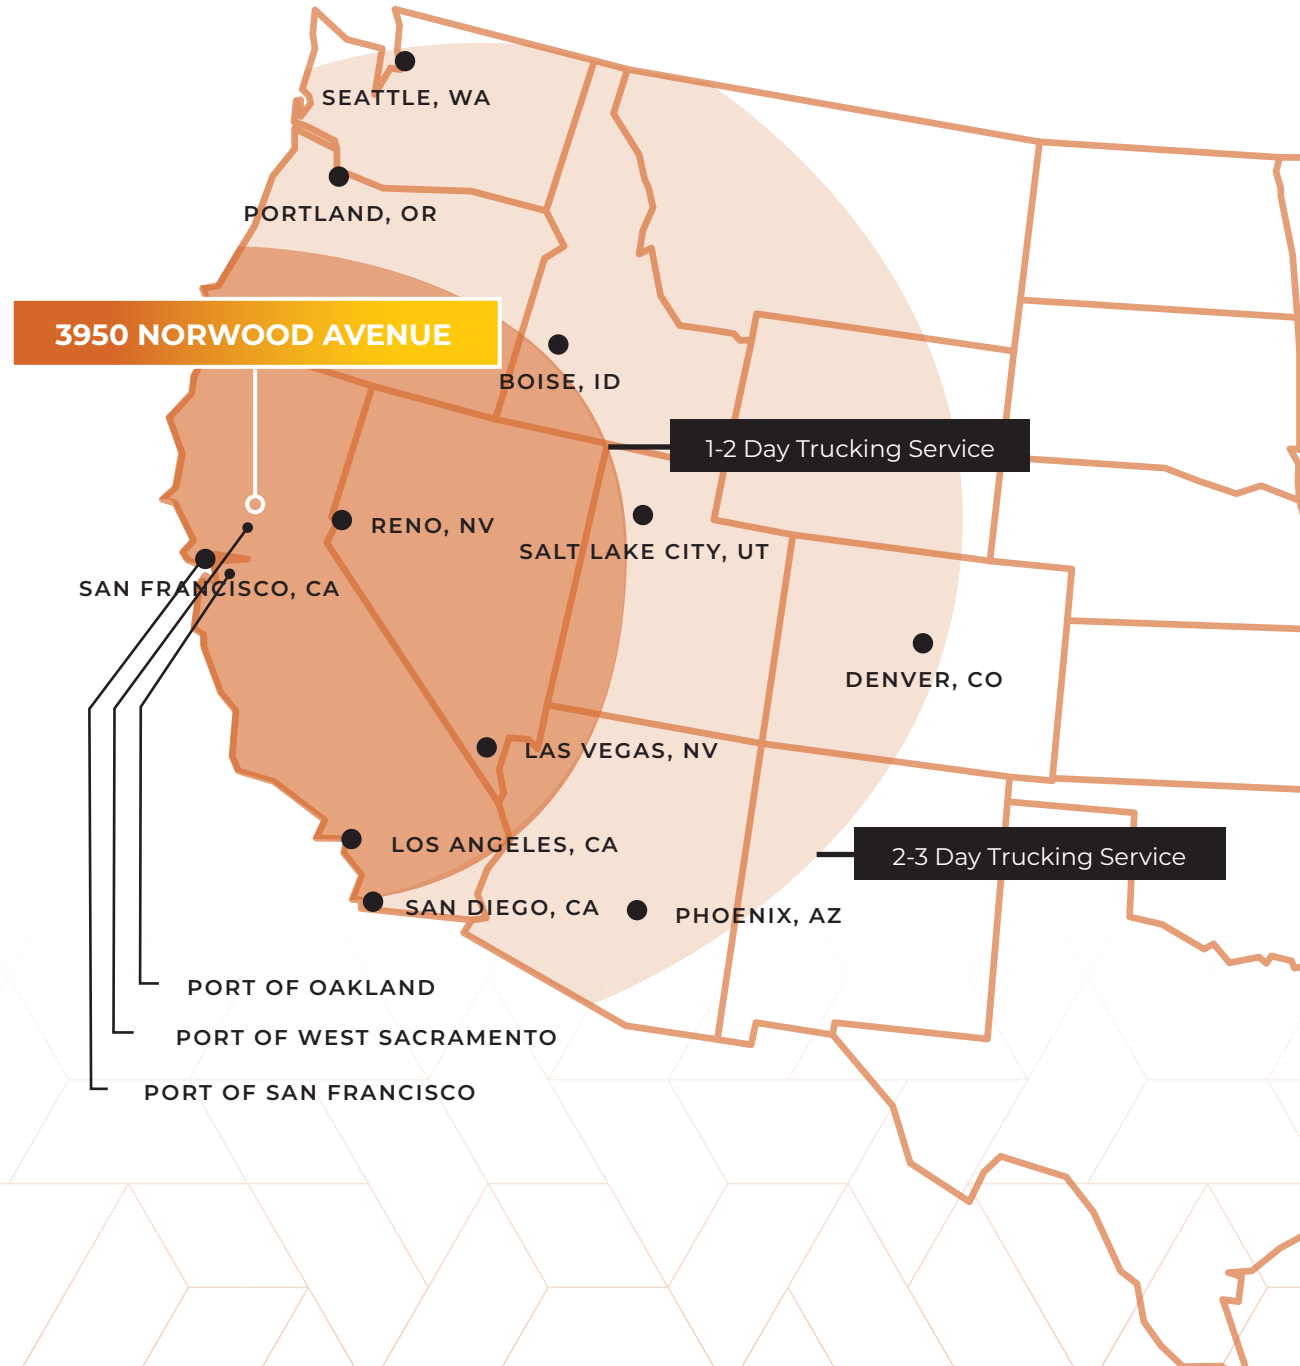 SEATTLE, WA
PORTLAND, OR
3950 NORWOOD AVENUE
BOISE, ID
1-2 Day Trucking Service
RENO, NV
SALT LAKE CITY, UT
SAN FRANCISCO, CA
DENVER, CO
LAS VEGAS, NV
LOS ANGELES, CA
2-3 Day Trucking Service
SAN DIEGO, CA
PHOENIX, AZ
PORT OF OAKLAND
PORT OF WEST SACRAMENTO
PORT OF SAN FRANCISCO